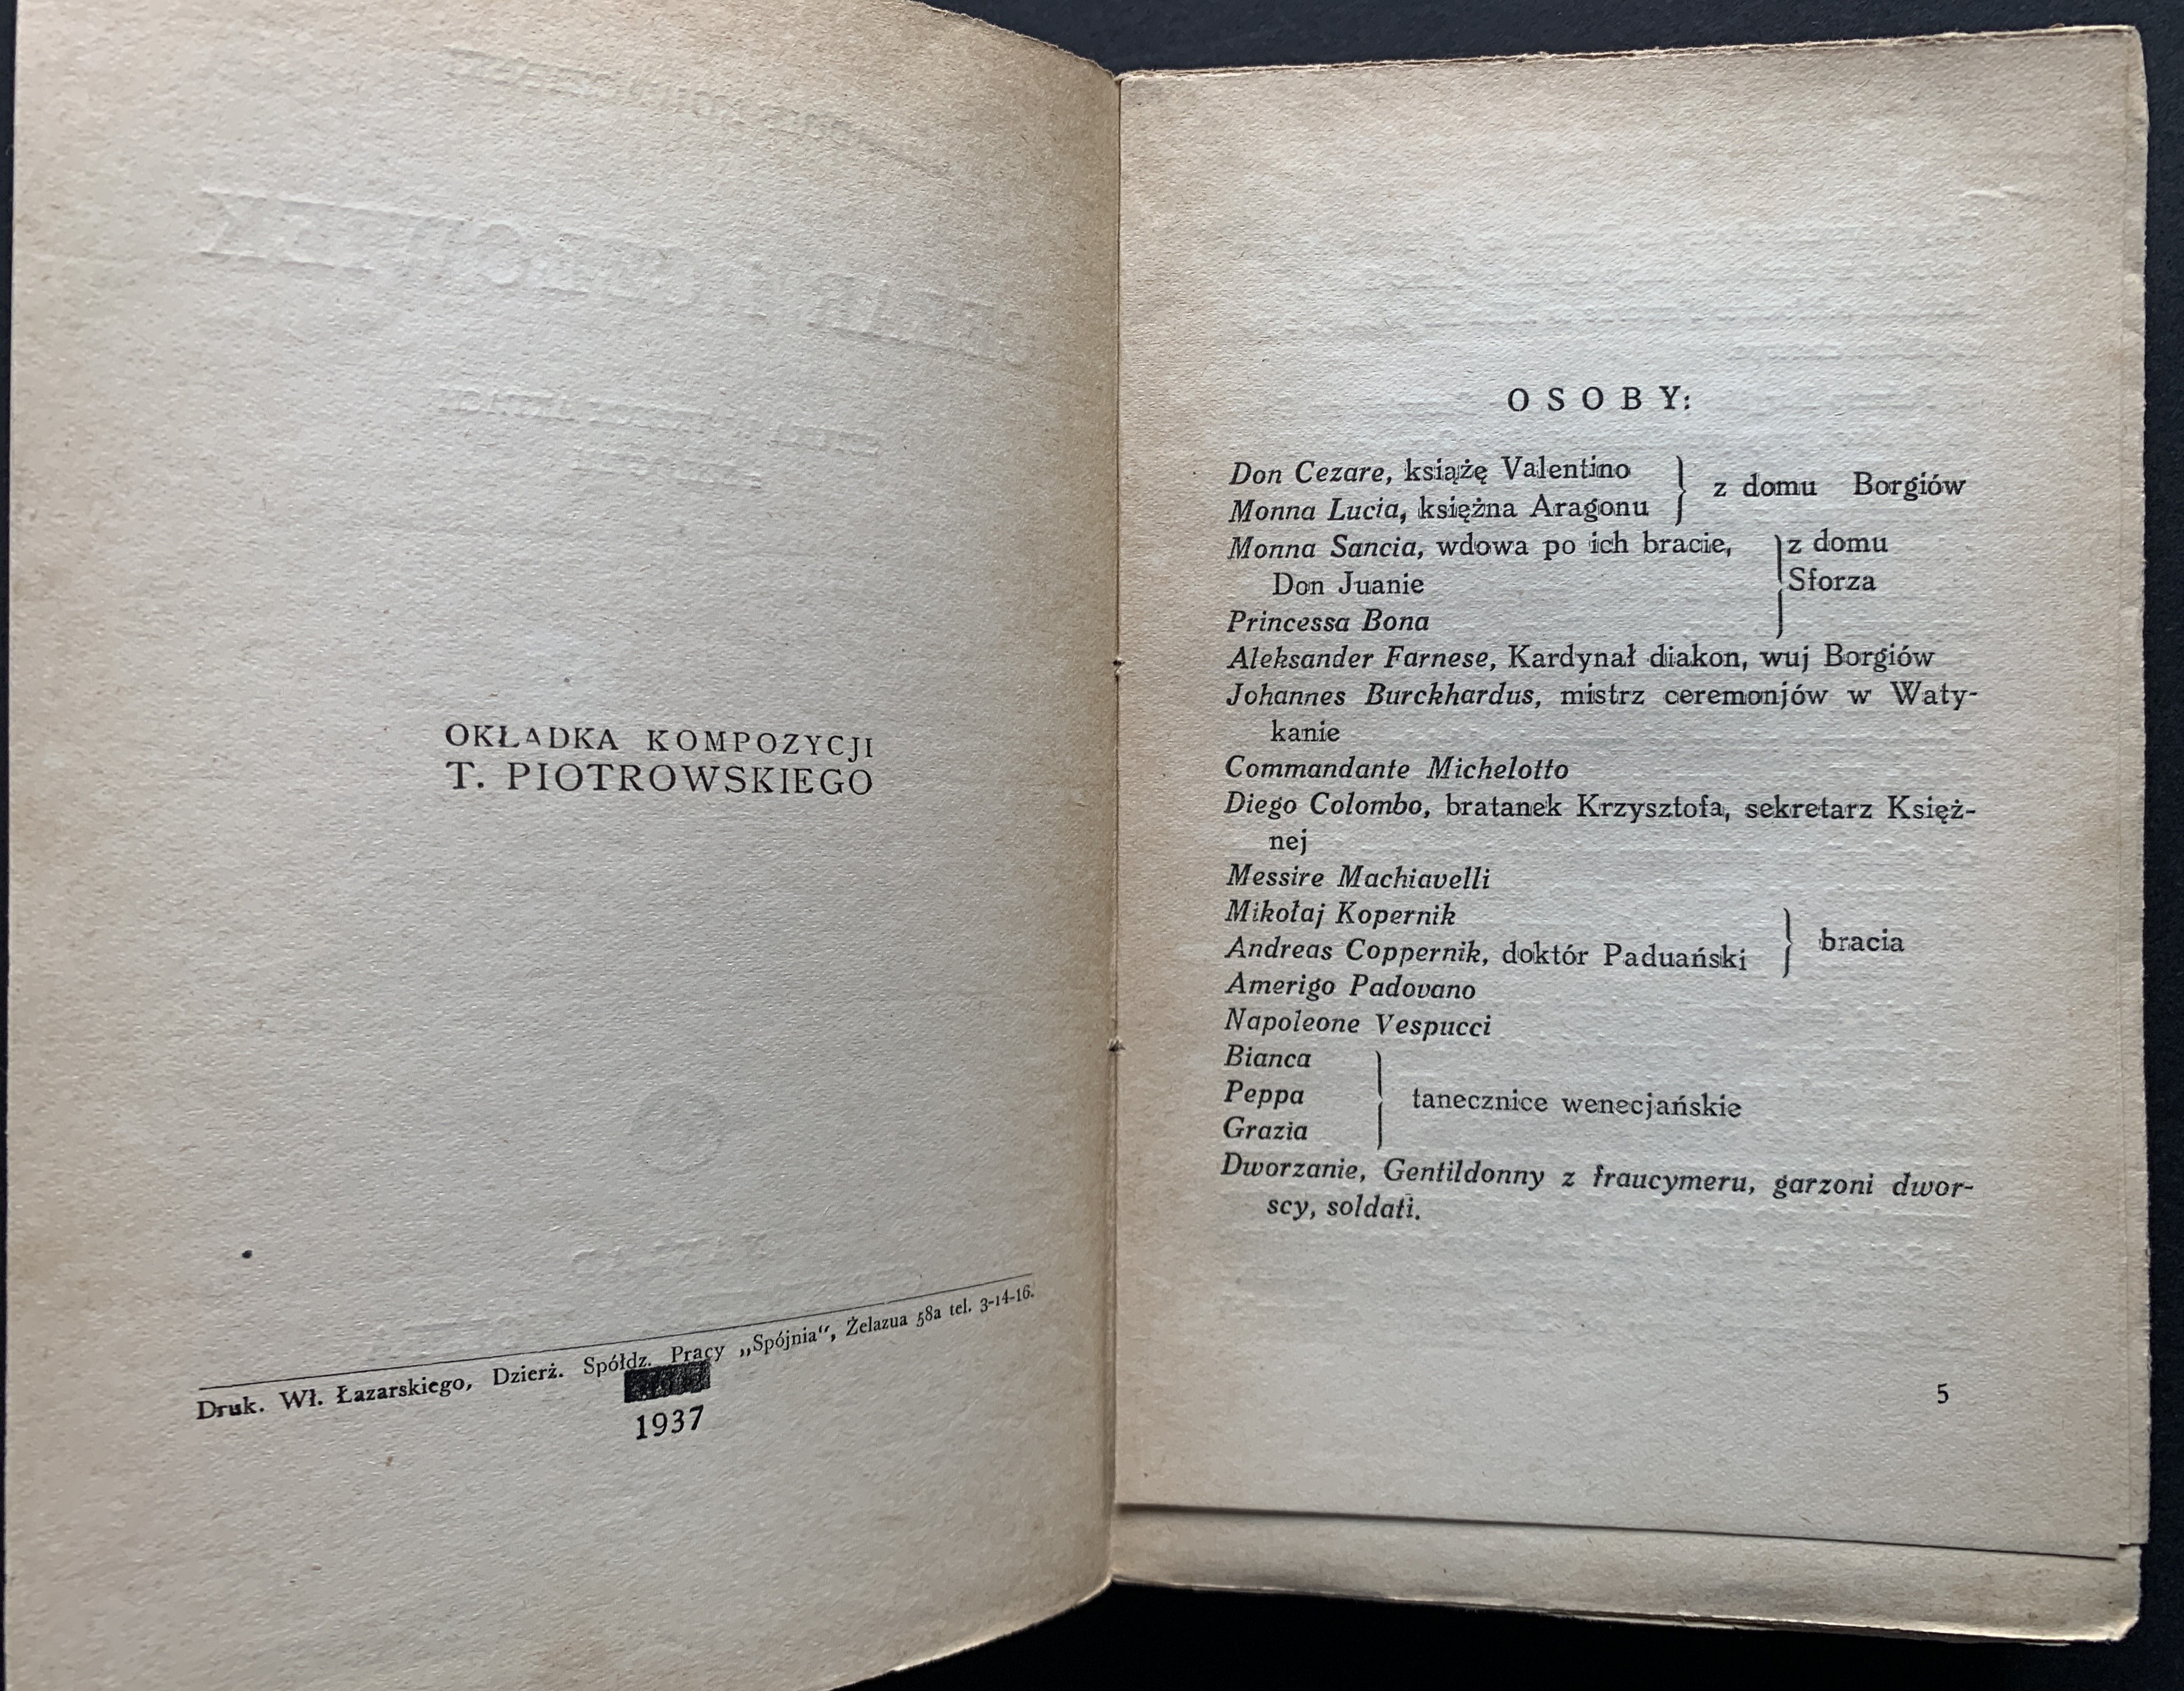 OKŁADKA KOMPOZYCJI
T. PIOTROWSKIEGO
Druk. Wł. Łazarskiego, Dzierż. Spółdz. Pracy „Spójnia“, Żelazua 58a tel. 3-14-16.
1937
OSOBY:
Don Cezare, książę Valentino
Monna Lucia, księżna Aragonu
} z domu Borgiów
Monna Sancia, wdowa po ich bracie,
Don Juanie
Princessa Bona
} z domu
Sforza
Aleksander Farnese, Kardynał diakon, wuj Borgiów
Johannes Burckhardus, mistrz ceremonjów w Waty-
kanie
Commandante Michelotto
Diego Colombo, bratanek Krzysztofa, sekretarz Księż-
nej
Messire Machiavelli
Mikołaj Kopernik
Andreas Coppernik, doktór Paduański
} bracia
Amerigo Padovano
Napoleone Vespucci
Bianca
Peppa
Grazia
} tanecznice wenecjańskie
Dworzanie, Gentildonny z fraucymeru, garzoni dwor-
scy, soldati.
5